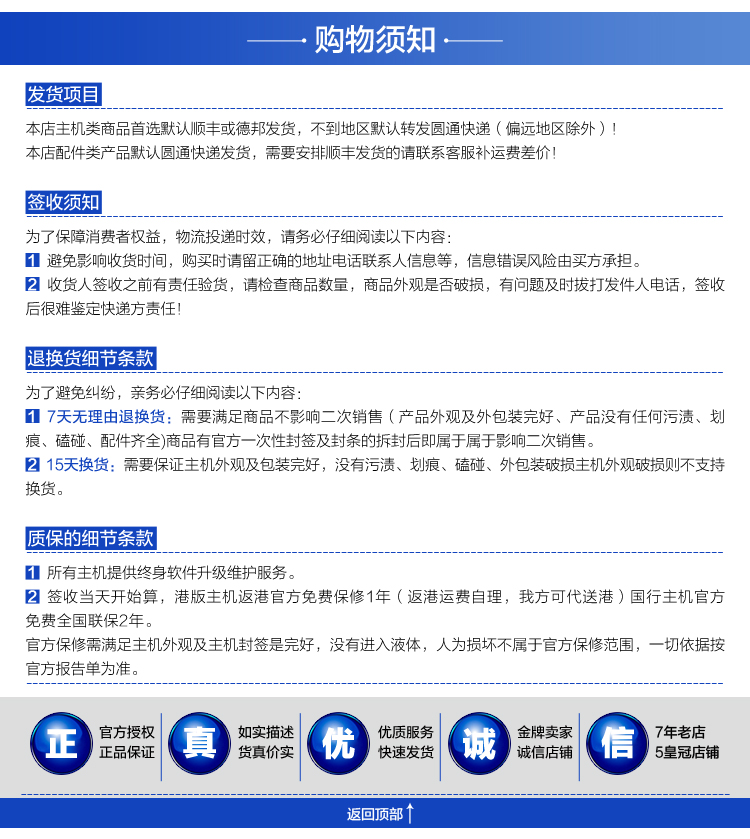 购物须知
发货项目
本店主机类商品首选默认顺丰或德邦发货，不到地区默认转发圆通快递（偏远地区除外）！
本店配件类产品默认圆通快递发货，需要安排顺丰发货的请联系客服补运费差价！
签收须知
为了保障消费者权益，物流投递时效，请务必仔细阅读以下内容：
1 避免影响收货时间，购买时请留正确的地址电话联系人信息等，信息错误风险由买方承担。
2 收货人签收之前有责任验货，请检查商品数量，商品外观是否破损，有问题及时拔打发件人电话，签收
后很难鉴定快递方责任！
退换货细节条款
为了避免纠纷，亲务必仔细阅读以下内容：
1 7天无理由退换货：需要满足商品不影响二次销售（产品外观及外包装完好、产品没有任何污渍、划
痕、磕碰、配件齐全)商品有官方一次性封签及封条的拆封后即属于属于影响二次销售。
2 15天换货：需要保证主机外观及包装完好，没有污渍、划痕、磕碰、外包装破损主机外观破损则不支持
换货。
质保的细节条款
1 所有主机提供终身软件升级维护服务。
2 签收当天开始算，港版主机返港官方免费保修1年（返港运费自理，我方可代送港）国行主机官方
免费全国联保2年。
官方保修需满足主机外观及主机封签是完好，没有进入液体，人为损坏不属于官方保修范围，一切依据按
官方报告单为准。
正 官方授权
正品保证
真 如实描述
货真价实
优 优质服务
快速发货
诚 金牌卖家
诚信店铺
信 7年老店
5皇冠店铺
返回顶部↑